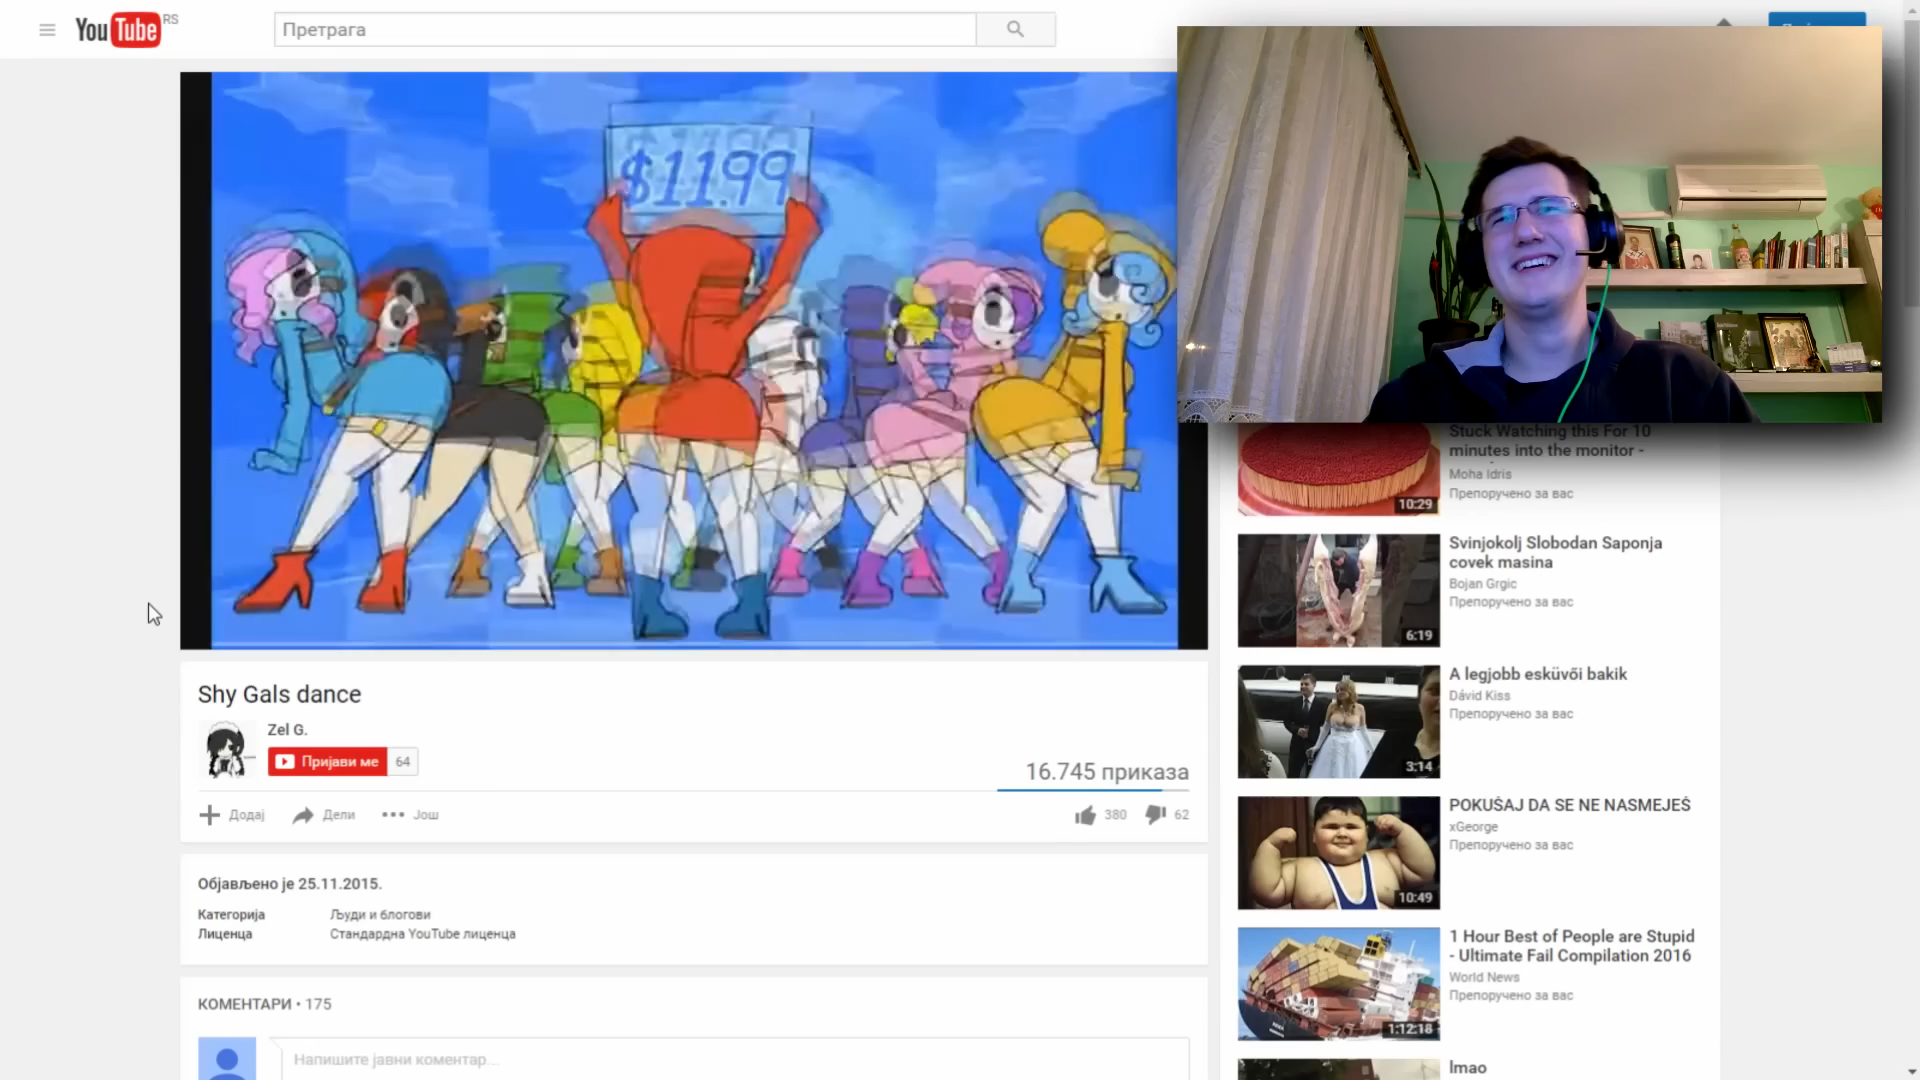 YouTube RS
Претрага
$11.99
Shy Gals dance
Zel G.
Пријави ме 64
16.745 приказа
Додај Дели Још
380 62
Објављено је 25.11.2015.
Категорија Људи и блогови
Лиценца Стандардна YouTube лиценца
КОМЕНТАРИ • 175
Напишите јавни коментар...
Stuck Watching this For 10
minutes into the monitor -
Moha Idris
Препоручено за вас
10:29
Svinjokolj Slobodan Saponja
covek masina
Bojan Grgic
Препоручено за вас
6:19
A legjobb esküvői bakik
Dávid Kiss
Препоручено за вас
3:14
POKUŠAJ DA SE NE NASMEJEŠ
xGeorge
Препоручено за вас
10:49
1 Hour Best of People are Stupid
- Ultimate Fail Compilation 2016
World News
Препоручено за вас
1:12:18
lmao